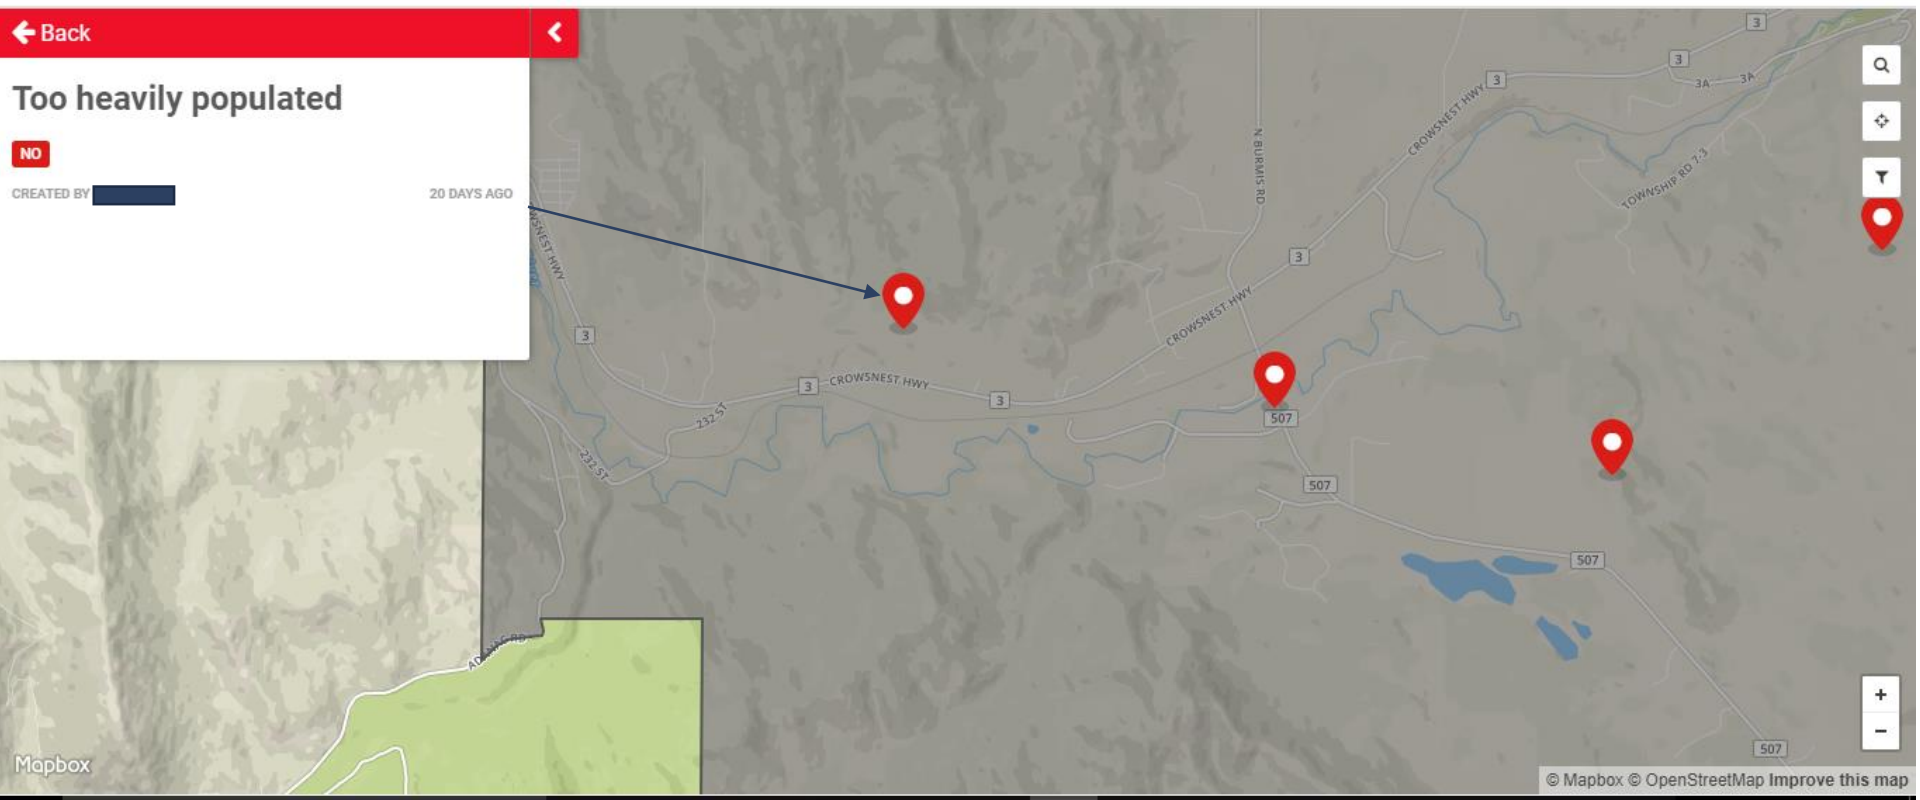 Back
Too heavily populated
NO
CREATED BY
20 DAYS AGO
3
3
3
3A
3A
CROWSNEST HWY
N BURMIS RD
TOWNSHIP RD 7-3
3
CROWSNEST HWY
3
3
CROWSNEST HWY
3
232 ST
232 ST
507
507
507
507
Mapbox
© Mapbox © OpenStreetMap Improve this map